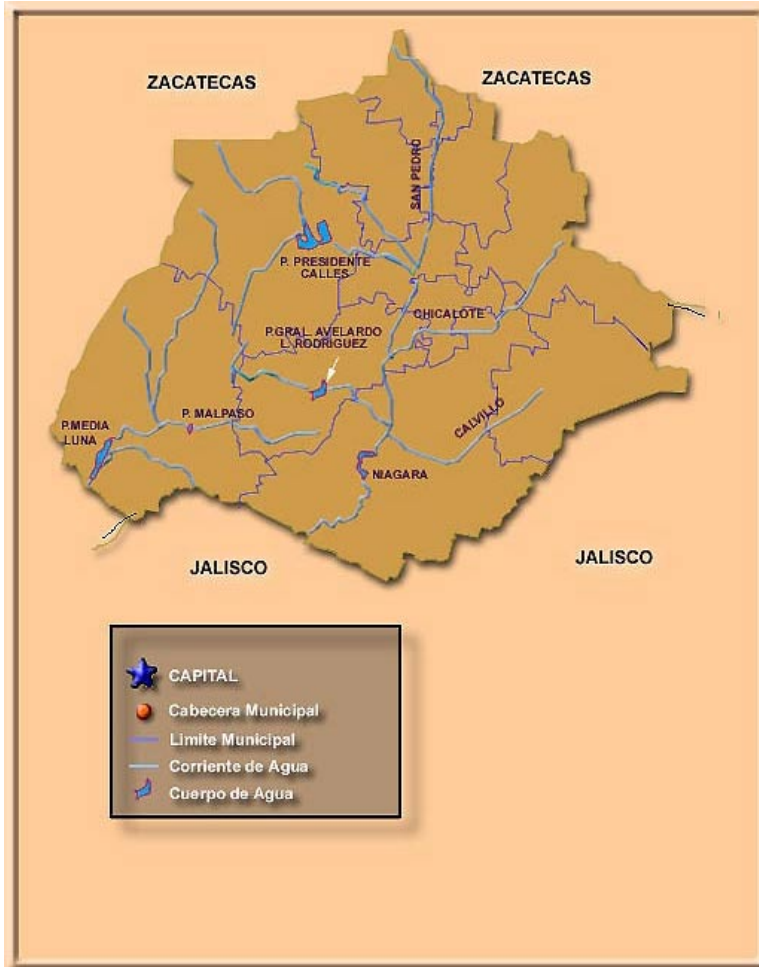 ZACATECAS
ZACATECAS
SAN PEDRO
P. PRESIDENTE
CALLES
CHICALOTE
P.GRAL. AVELARDO
L. RODRIGUEZ
P. MALPASO
P.MEDIA
LUNA
CALVILLO
NIAGARA
JALISCO
JALISCO
CAPITAL
Cabecera Municipal
Limite Municipal
Corriente de Agua
Cuerpo de Agua